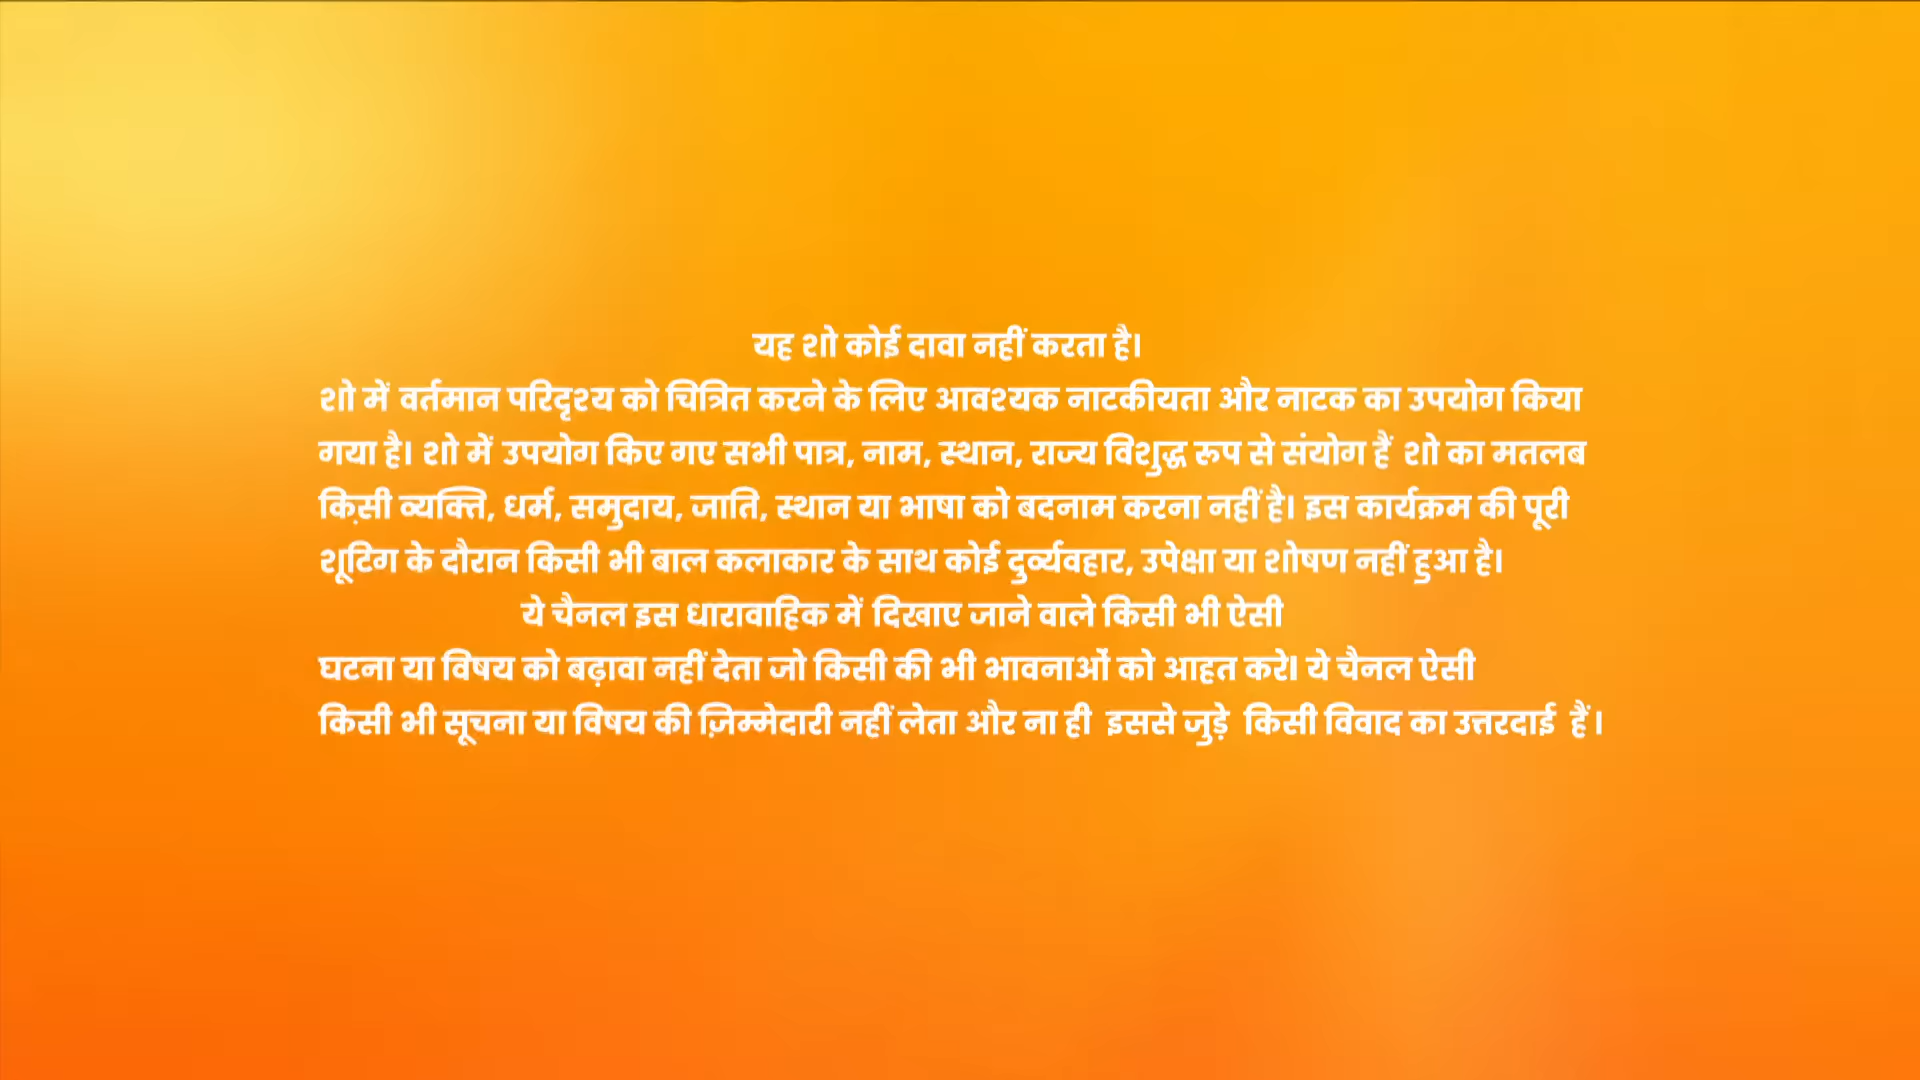 यह शो कोई दावा नहीं करता है।
शो में वर्तमान परिदृश्य को चित्रित करने के लिए आवश्यक नाटकीयता और नाटक का उपयोग किया
गया है। शो में उपयोग किए गए सभी पात्र, नाम, स्थान, राज्य विशुद्ध रुप से संयोग हैं शो का मतलब
कि़सी व्यक्ति, धर्म, समुदाय, जाति, स्थान या भाषा को बदनाम करना नहीं है। इस कार्यक्रम की पूरी
शूटिग के दौरान किसी भी बाल कलाकार के साथ कोई दुर्व्यवहार, उपेक्षा या शोषण नहीं हुआ है।
ये चैनल इस धारावाहिक में दिखाए जाने वाले किसी भी ऐसी
घटना या विषय को बढ़ावा नहीं देता जो किसी की भी भावनाओं को आहत करे। ये चैनल ऐसी
किसी भी सूचना या विषय की ज़िम्मेदारी नहीं लेता और ना ही इससे जुड़े किसी विवाद का उत्तरदाई हैं।